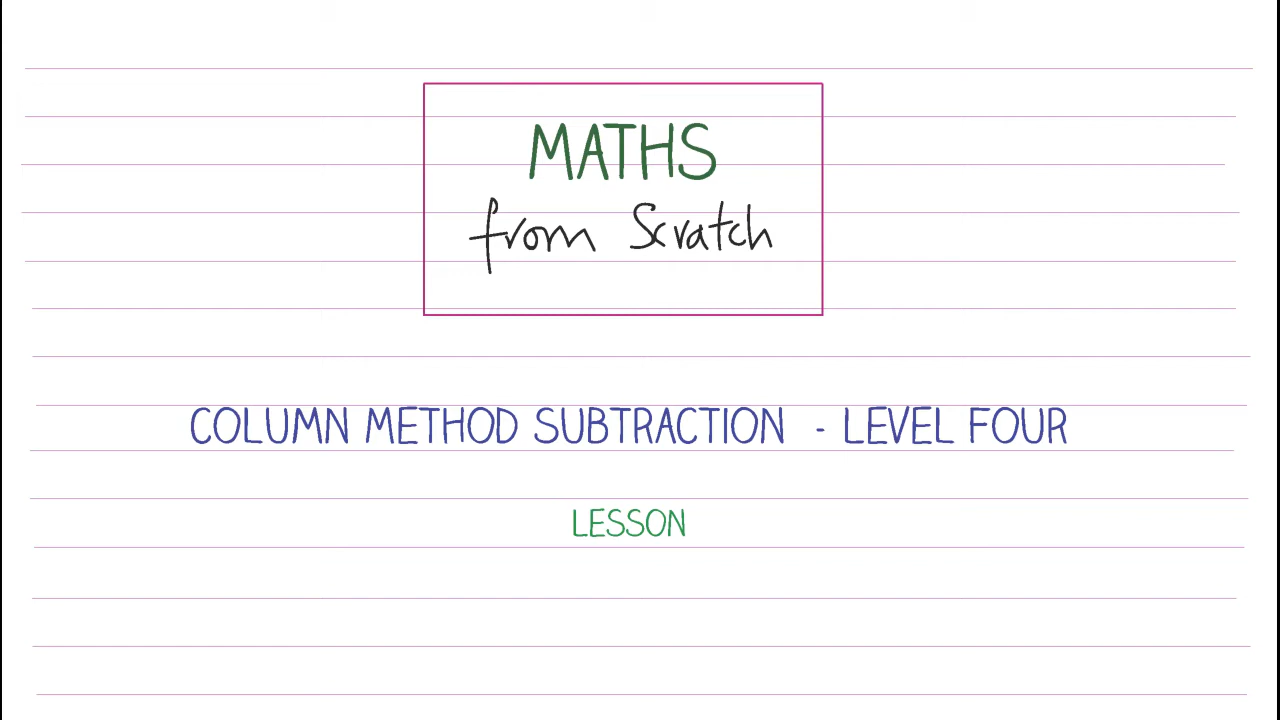 MATHS
from Scratch
COLUMN METHOD SUBTRACTION - LEVEL FOUR
LESSON